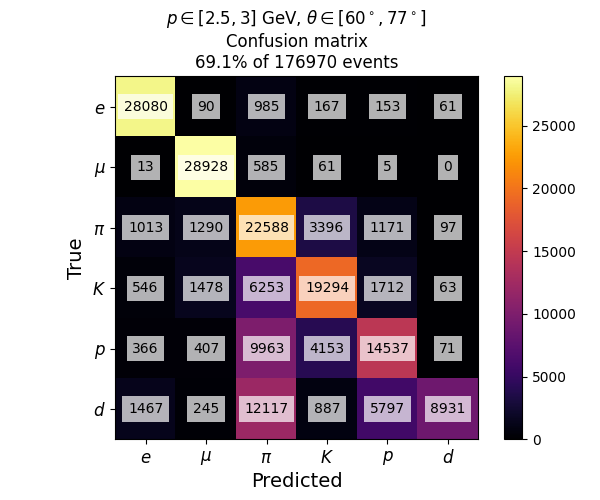 p ∈ [2.5, 3] GeV, θ ∈ [60°, 77°]
Confusion matrix
69.1% of 176970 events
e 28080 90 985 167 153 61
μ 13 28928 585 61 5 0
π 1013 1290 22588 3396 1171 97
K 546 1478 6253 19294 1712 63
p 366 407 9963 4153 14537 71
d 1467 245 12117 887 5797 8931
e μ π K p d
True
Predicted
25000
20000
15000
10000
5000
0